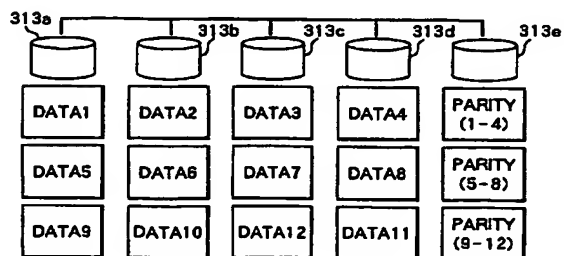 313a 313b 313c 313d 313e
DATA1 DATA2 DATA3 DATA4 PARITY (1-4)
DATA5 DATA6 DATA7 DATA8 PARITY (5-8)
DATA9 DATA10 DATA12 DATA11 PARITY (9-12)